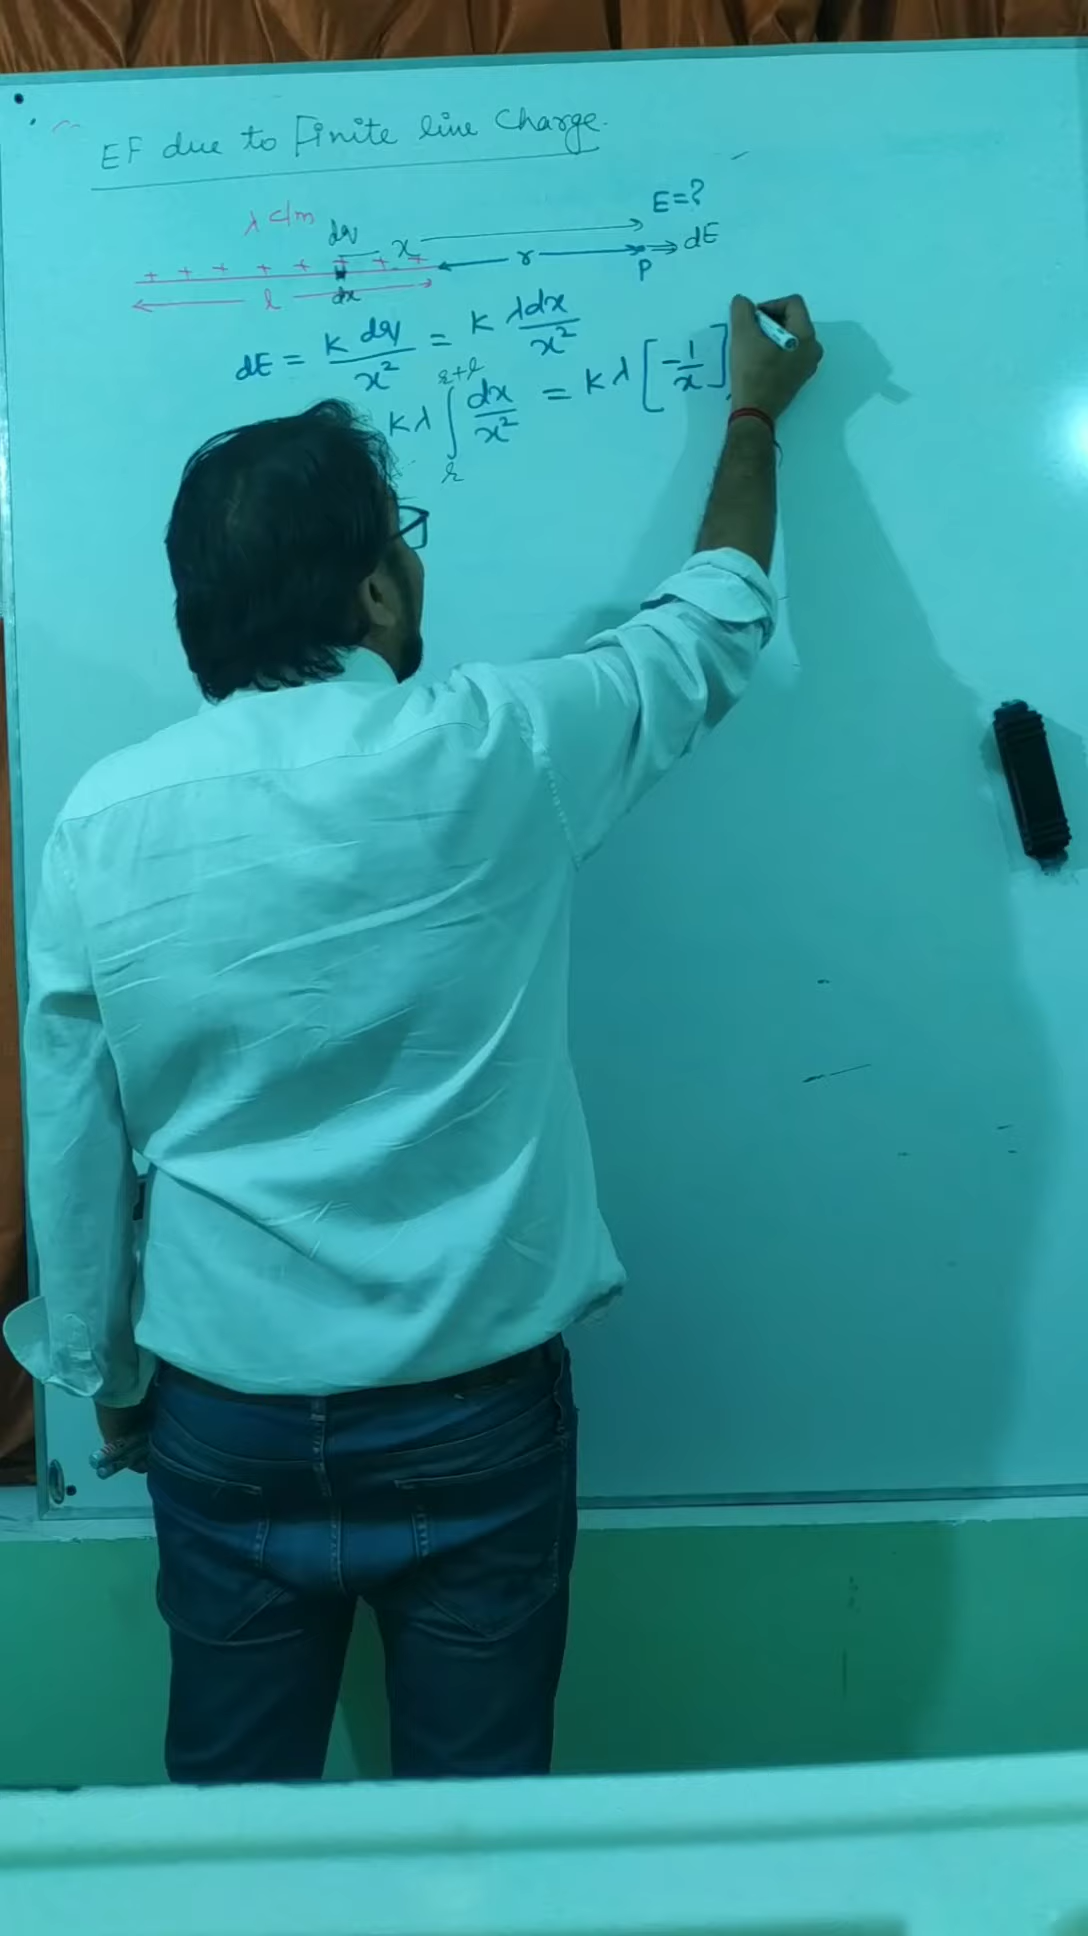 EF due to Finite line Charge.
λ c/m
E=?
dq x
+ + + + + + + r P dE
l dx
dE = k dq/x² = k λdx/x²
kλ ∫_r^{r+l} dx/x² = kλ [-1/x]